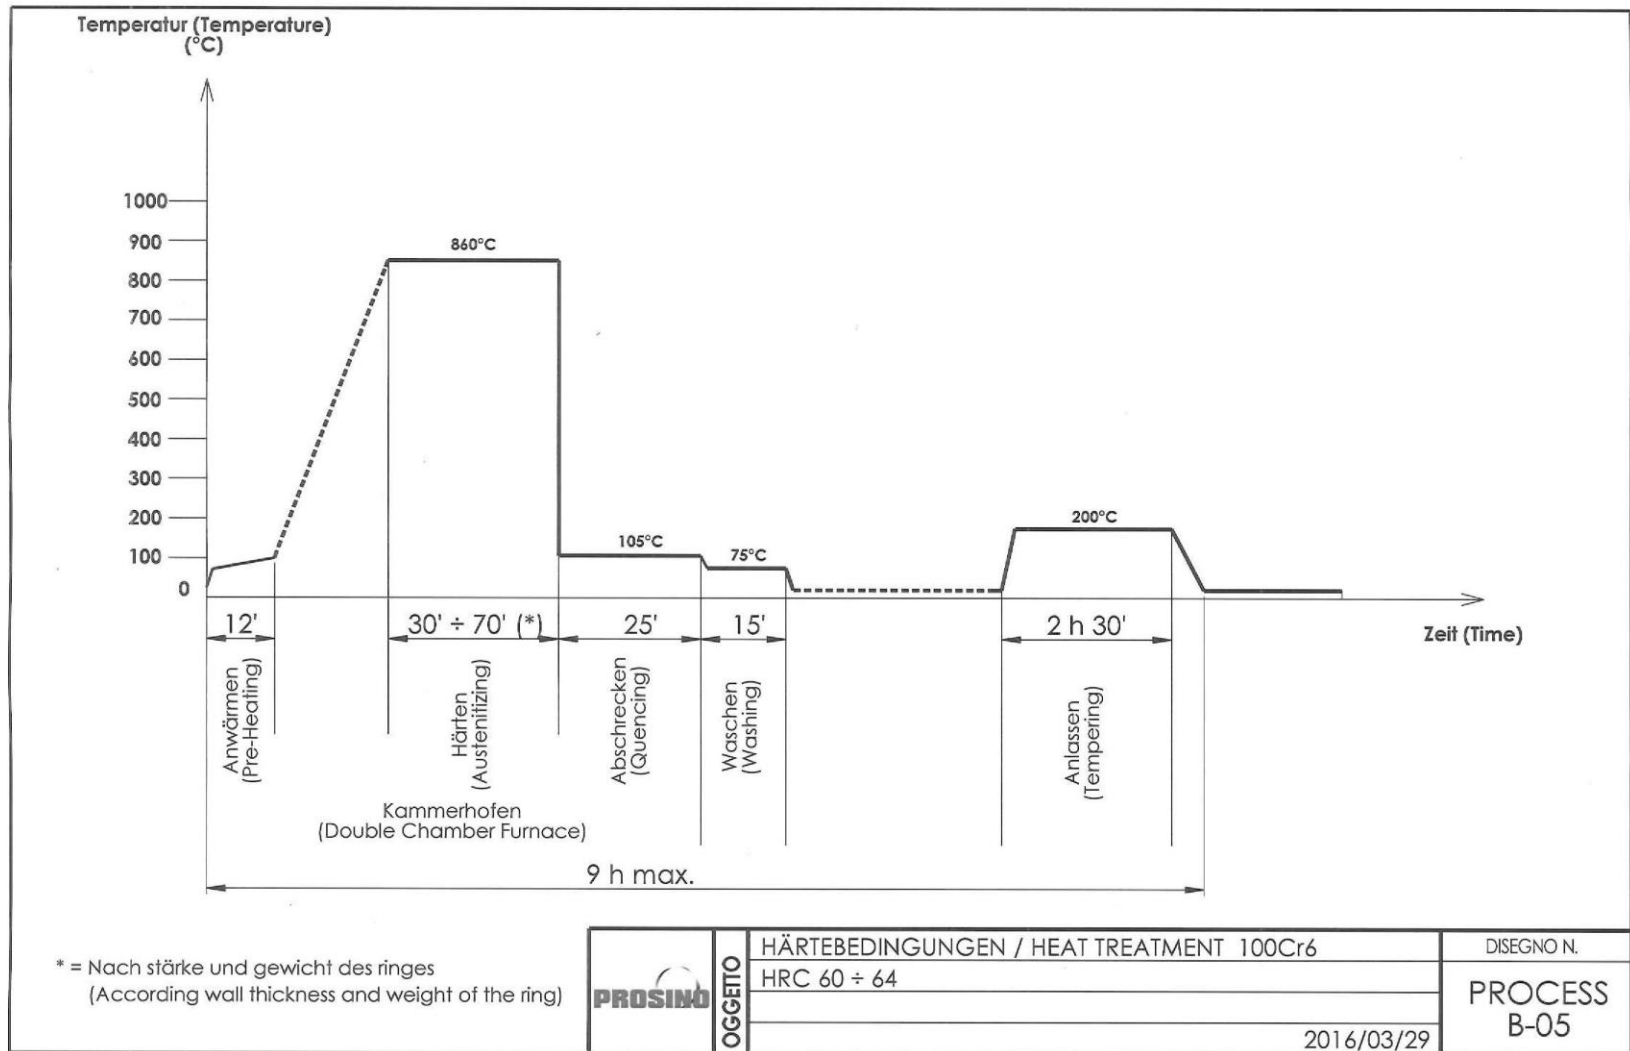 Temperatur (Temperature)
(°C)
1000
900
800
700
600
500
400
300
200
100
0
860°C
105°C
75°C
200°C
12'
30' ÷ 70' (*)
25'
15'
2 h 30'
Zeit (Time)
Anwärmen
(Pre-Heating)
Härten
(Austenitizing)
Abschrecken
(Quencing)
Waschen
(Washing)
Anlassen
(Tempering)
Kammerhofen
(Double Chamber Furnace)
9 h max.
* = Nach stärke und gewicht des ringes
(According wall thickness and weight of the ring)
PROSINO
OGGETTO
HÄRTEBEDINGUNGEN / HEAT TREATMENT 100Cr6
HRC 60 ÷ 64
2016/03/29
DISEGNO N.
PROCESS
B-05